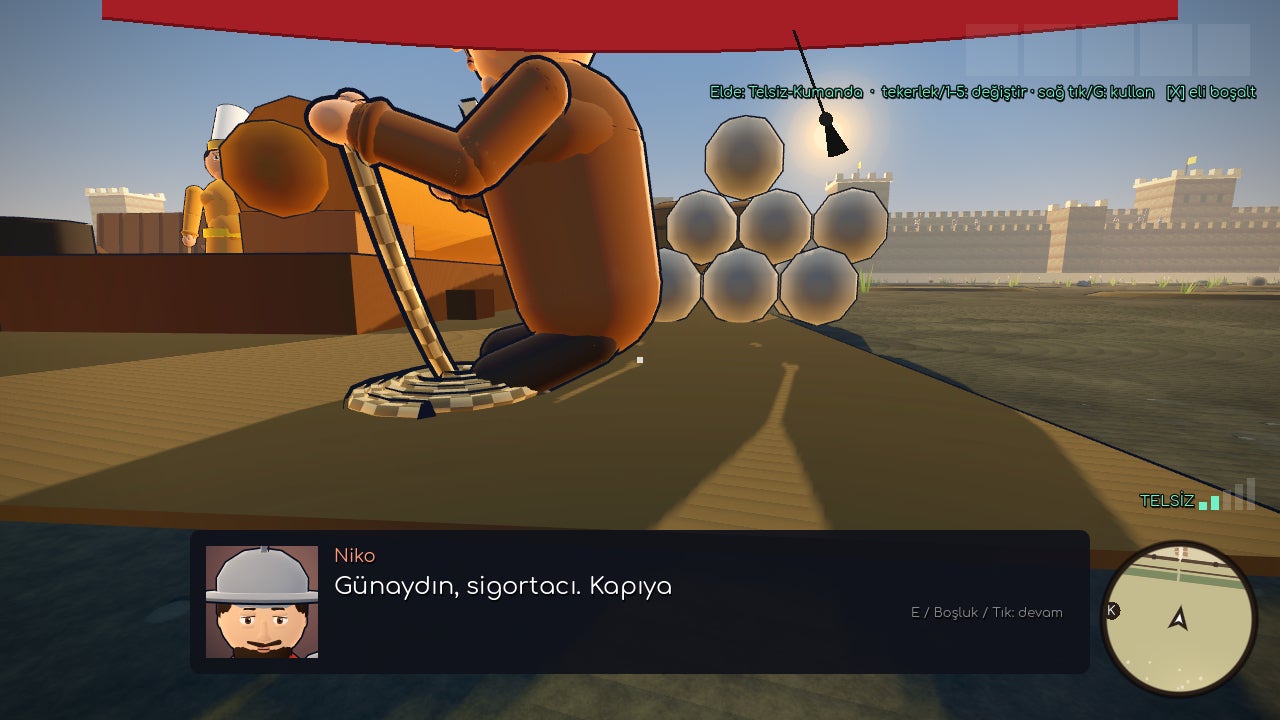 Elde: Telsiz-Kumanda · tekerlek/1-5: değiştir · sağ tık/G: kullan [X] eli boşalt
TELSİZ
Niko
Günaydın, sigortacı. Kapıya
E / Boşluk / Tık: devam
K